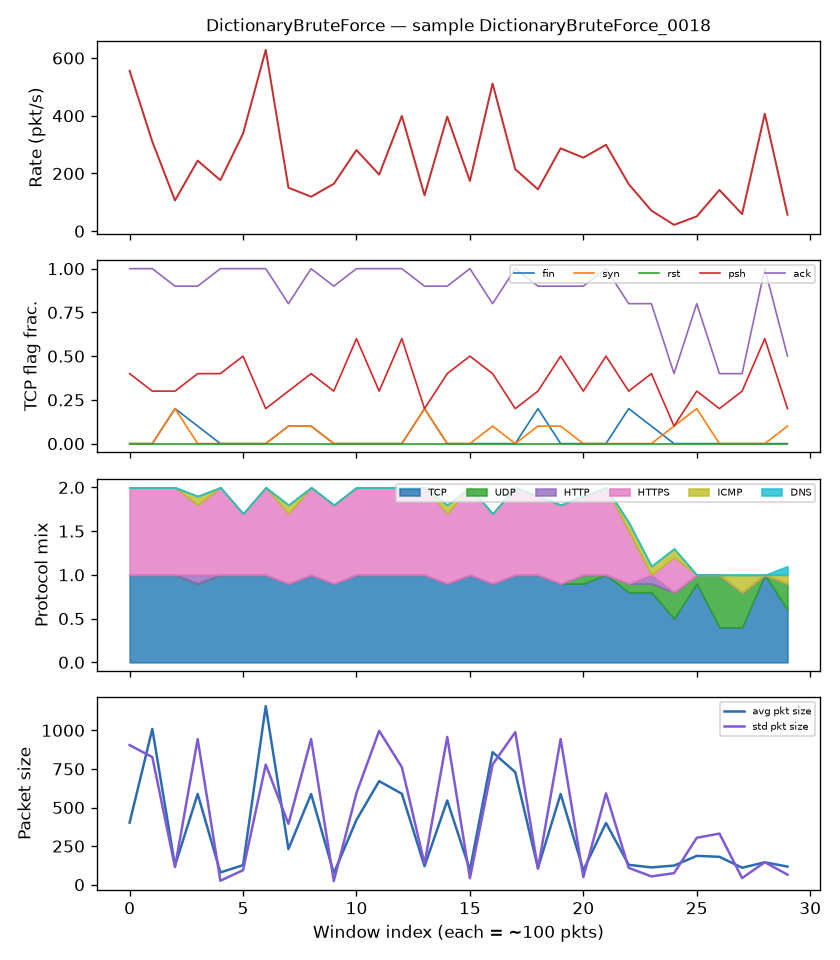 DictionaryBruteForce — sample DictionaryBruteForce_0018
Rate (pkt/s)
600
400
200
0
TCP flag frac.
1.00
0.75
0.50
0.25
0.00
fin syn rst psh ack
Protocol mix
2.0
1.5
1.0
0.5
0.0
TCP UDP HTTP HTTPS ICMP DNS
Packet size
1000
750
500
250
0
avg pkt size
std pkt size
0 5 10 15 20 25 30
Window index (each = ~100 pkts)